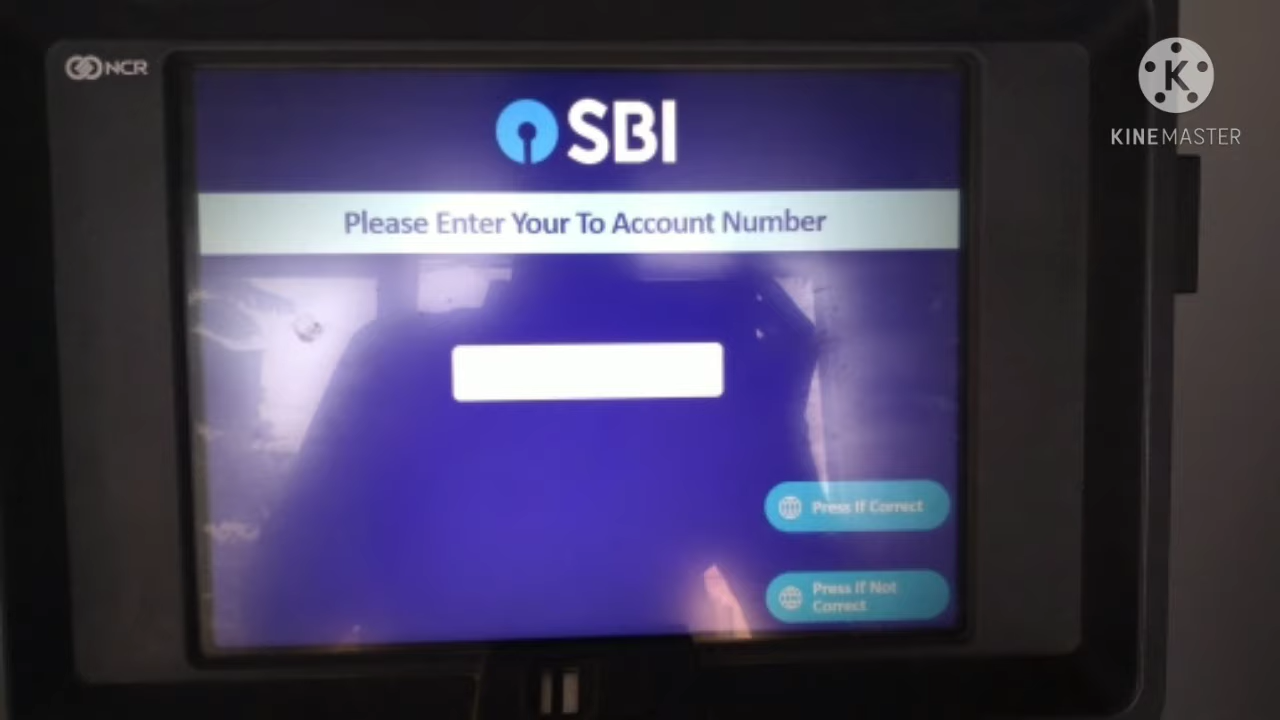 NCR
SBI
K
KINEMASTER
Please Enter Your To Account Number
Press If Correct
Press If Not
Correct